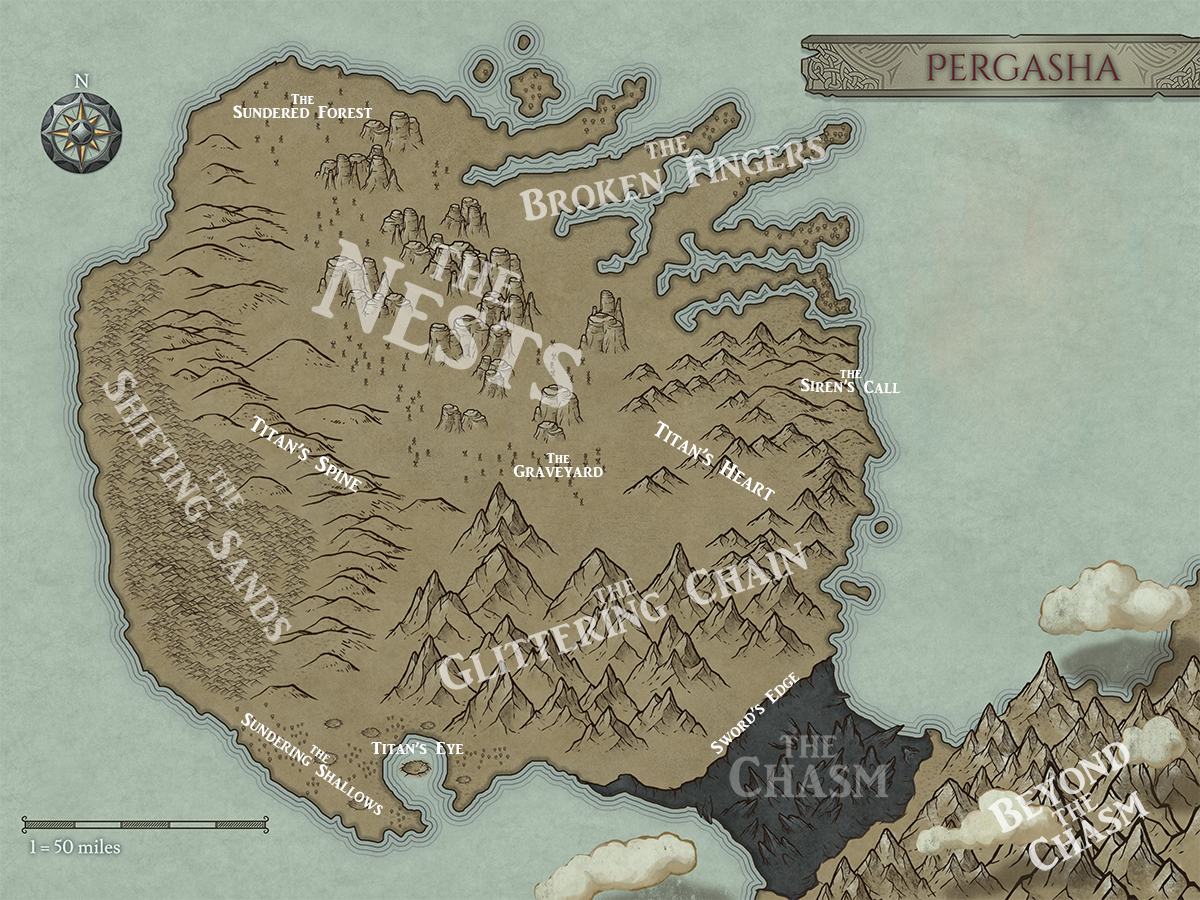 PERGASHA
N
THE
SUNDERED FOREST
THE
BROKEN FINGERS
THE
NESTS
THE
SIREN'S CALL
THE
SHIFTING SANDS
TITAN'S SPINE
TITAN'S HEART
THE
GRAVEYARD
THE
GLITTERING CHAIN
SWORD'S EDGE
THE
SUNDERING SHALLOWS
TITAN'S EYE
THE
CHASM
BEYOND
THE
CHASM
1 = 50 miles